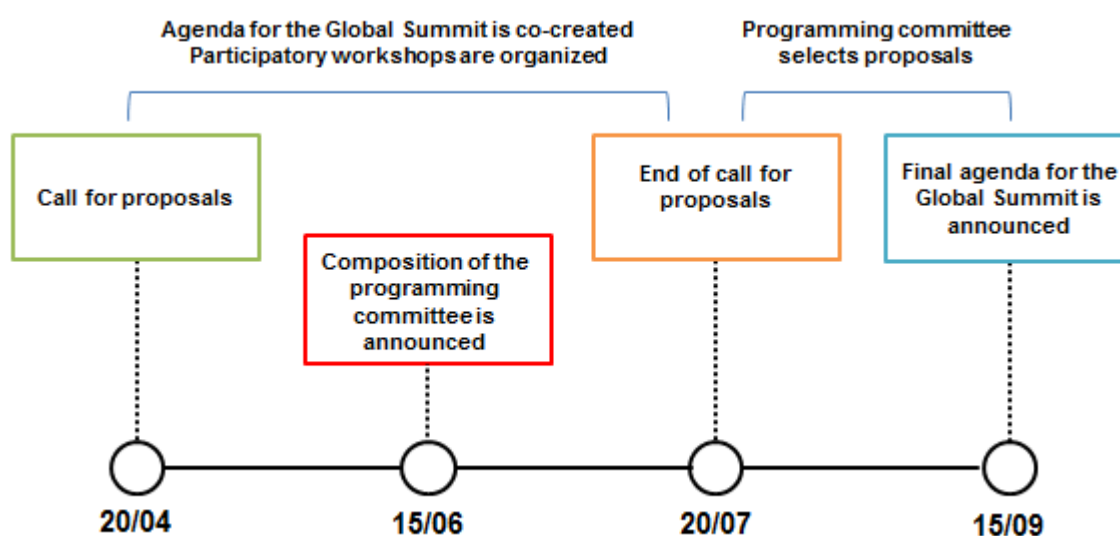 Agenda for the Global Summit is co-created
Participatory workshops are organized
Programming committee
selects proposals
Call for proposals
Composition of the
programming
committee is
announced
End of call for
proposals
Final agenda for the
Global Summit is
announced
20/04
15/06
20/07
15/09